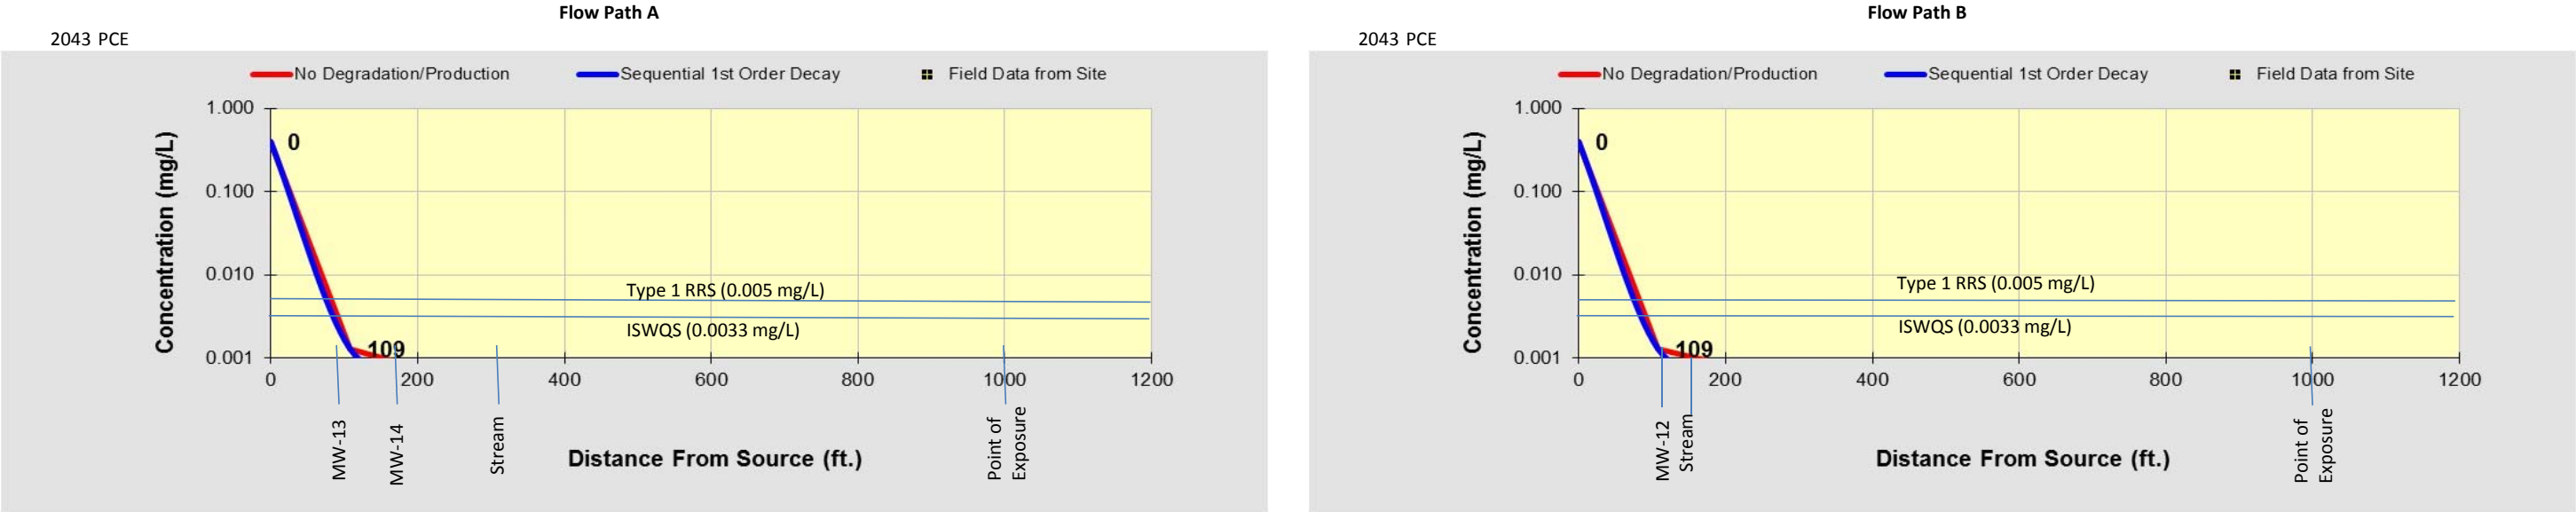 Flow Path A
2043 PCE
No Degradation/Production
Sequential 1st Order Decay
Field Data from Site
Concentration (mg/L)
1.000
0.100
0.010
0.001
0
109
Type 1 RRS (0.005 mg/L)
ISWQS (0.0033 mg/L)
0
200
400
600
800
1000
1200
MW-13
MW-14
Stream
Point of
Exposure
Distance From Source (ft.)
Flow Path B
2043 PCE
No Degradation/Production
Sequential 1st Order Decay
Field Data from Site
Concentration (mg/L)
1.000
0.100
0.010
0.001
0
109
Type 1 RRS (0.005 mg/L)
ISWQS (0.0033 mg/L)
0
200
400
600
800
1000
1200
MW-12
Stream
Point of
Exposure
Distance From Source (ft.)